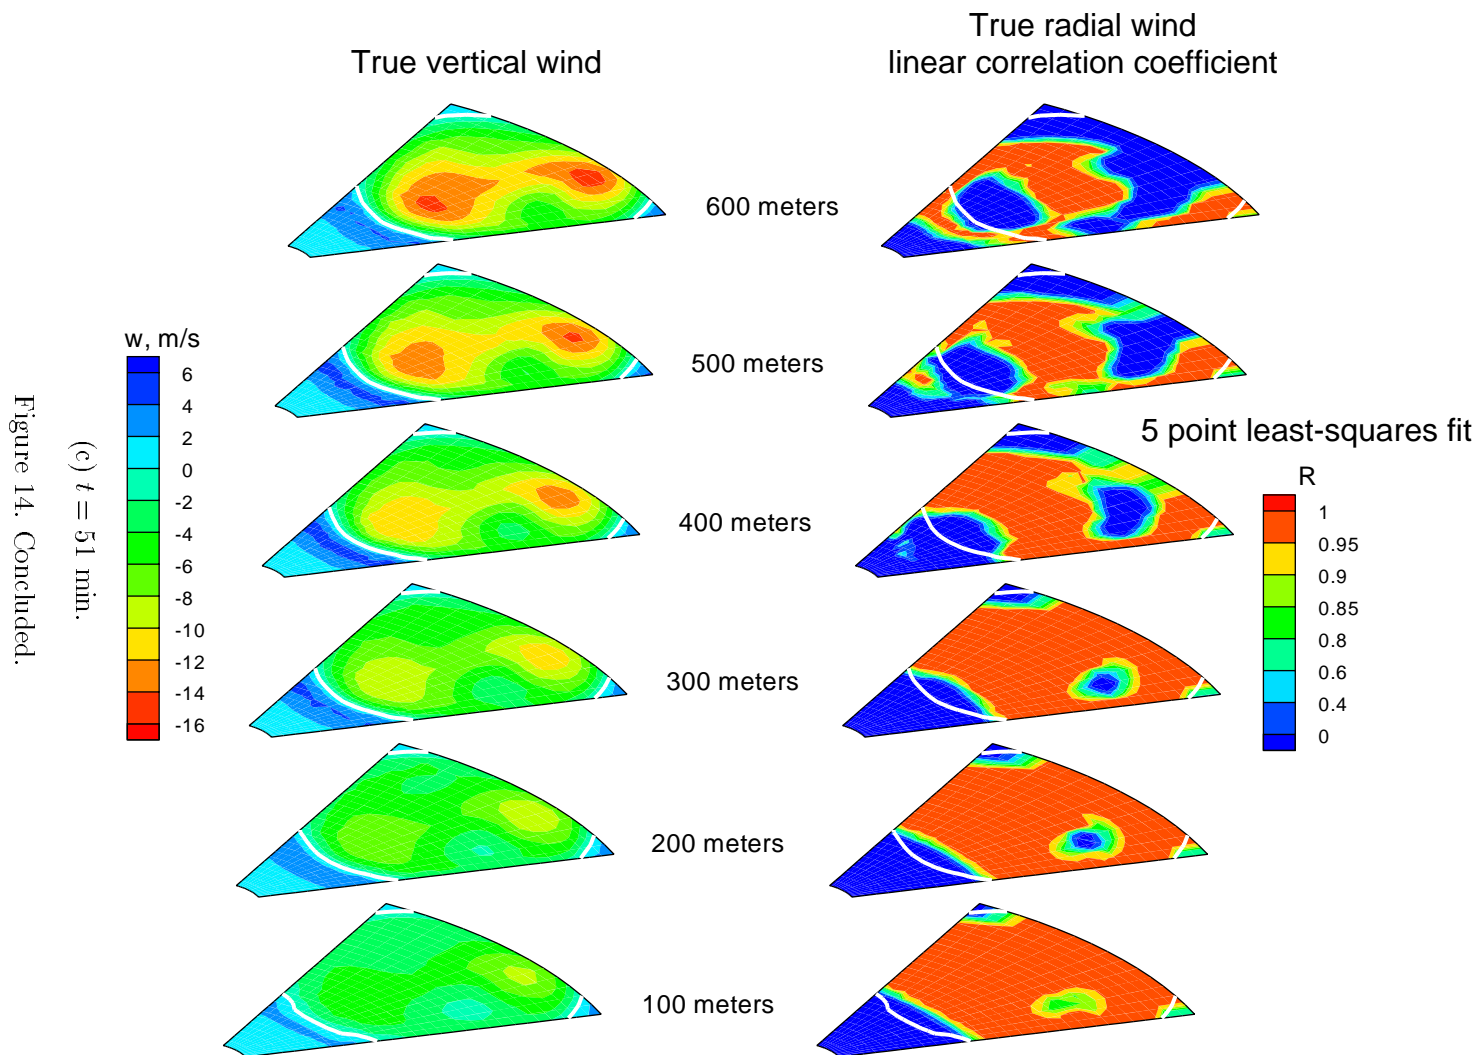 True vertical wind
True radial wind
linear correlation coefficient
600 meters
500 meters
400 meters
300 meters
200 meters
100 meters
w, m/s
6
4
2
0
-2
-4
-6
-8
-10
-12
-14
-16
5 point least-squares fit
R
1
0.95
0.9
0.85
0.8
0.6
0.4
0
(c) t = 51 min.
Figure 14. Concluded.